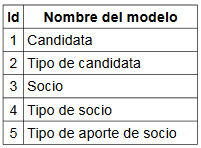 Id Nombre del modelo
1 Candidata
2 Tipo de candidata
3 Socio
4 Tipo de socio
5 Tipo de aporte de socio